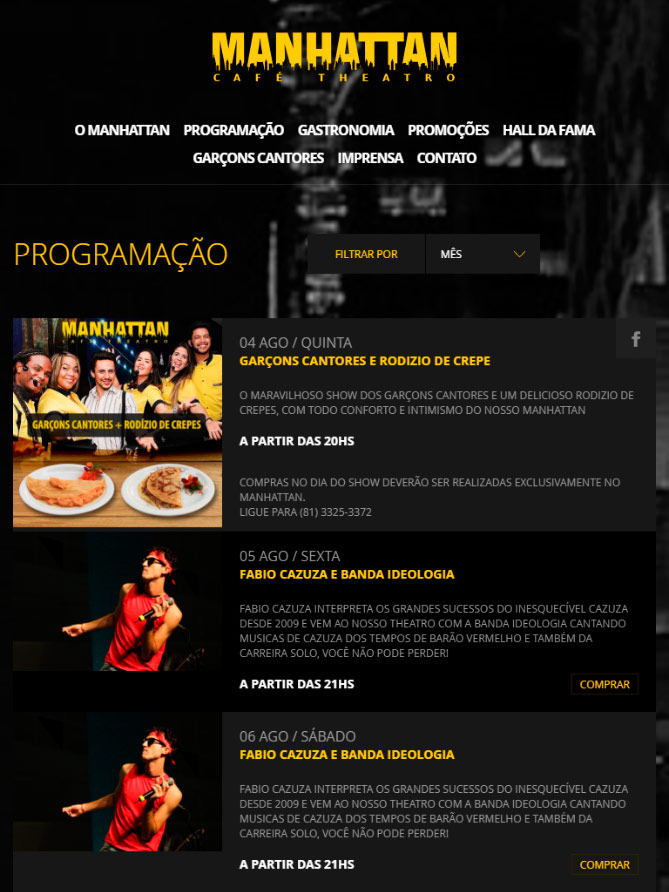 MANHATTAN
CAFÉ THEATRO
O MANHATTAN PROGRAMAÇÃO GASTRONOMIA PROMOÇÕES HALL DA FAMA
GARÇONS CANTORES IMPRENSA CONTATO
PROGRAMAÇÃO
FILTRAR POR MÊS
MANHATTAN
CAFÉ THEATRO
GARÇONS CANTORES + RODÍZIO DE CREPES
04 AGO / QUINTA
GARÇONS CANTORES E RODIZIO DE CREPE
O MARAVILHOSO SHOW DOS GARÇONS CANTORES E UM DELICIOSO RODIZIO DE
CREPES, COM TODO CONFORTO E INTIMISMO DO NOSSO MANHATTAN
A PARTIR DAS 20HS
COMPRAS NO DIA DO SHOW DEVERÃO SER REALIZADAS EXCLUSIVAMENTE NO
MANHATTAN.
LIGUE PARA (81) 3325-3372
05 AGO / SEXTA
FABIO CAZUZA E BANDA IDEOLOGIA
FABIO CAZUZA INTERPRETA OS GRANDES SUCESSOS DO INESQUECÍVEL CAZUZA
DESDE 2009 E VEM AO NOSSO THEATRO COM A BANDA IDEOLOGIA CANTANDO
MUSICAS DE CAZUZA DOS TEMPOS DE BARÃO VERMELHO E TAMBÉM DA
CARREIRA SOLO, VOCÊ NÃO PODE PERDER!
A PARTIR DAS 21HS
COMPRAR
06 AGO / SÁBADO
FABIO CAZUZA E BANDA IDEOLOGIA
FABIO CAZUZA INTERPRETA OS GRANDES SUCESSOS DO INESQUECÍVEL CAZUZA
DESDE 2009 E VEM AO NOSSO THEATRO COM A BANDA IDEOLOGIA CANTANDO
MUSICAS DE CAZUZA DOS TEMPOS DE BARÃO VERMELHO E TAMBÉM DA
CARREIRA SOLO, VOCÊ NÃO PODE PERDER!
A PARTIR DAS 21HS
COMPRAR